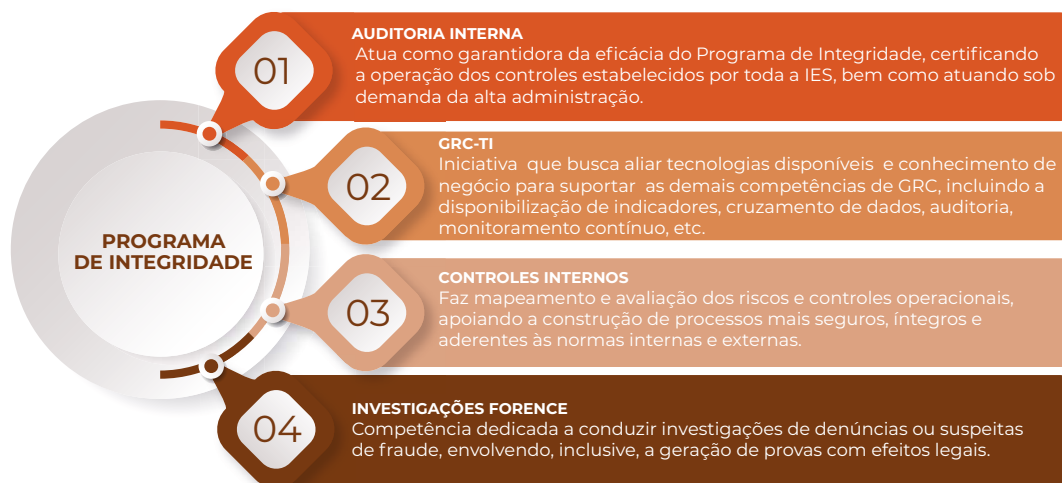 PROGRAMA
DE INTEGRIDADE
01
AUDITORIA INTERNA
Atua como garantidora da eficácia do Programa de Integridade, certificando
a operação dos controles estabelecidos por toda a IES, bem como atuando sob
demanda da alta administração.
02
GRC-TI
Iniciativa que busca aliar tecnologias disponíveis e conhecimento de
negócio para suportar as demais competências de GRC, incluindo a
disponibilização de indicadores, cruzamento de dados, auditoria,
monitoramento contínuo, etc.
03
CONTROLES INTERNOS
Faz mapeamento e avaliação dos riscos e controles operacionais,
apoiando a construção de processos mais seguros, íntegros e
aderentes às normas internas e externas.
04
INVESTIGAÇÕES FORENCE
Competência dedicada a conduzir investigações de denúncias ou suspeitas
de fraude, envolvendo, inclusive, a geração de provas com efeitos legais.